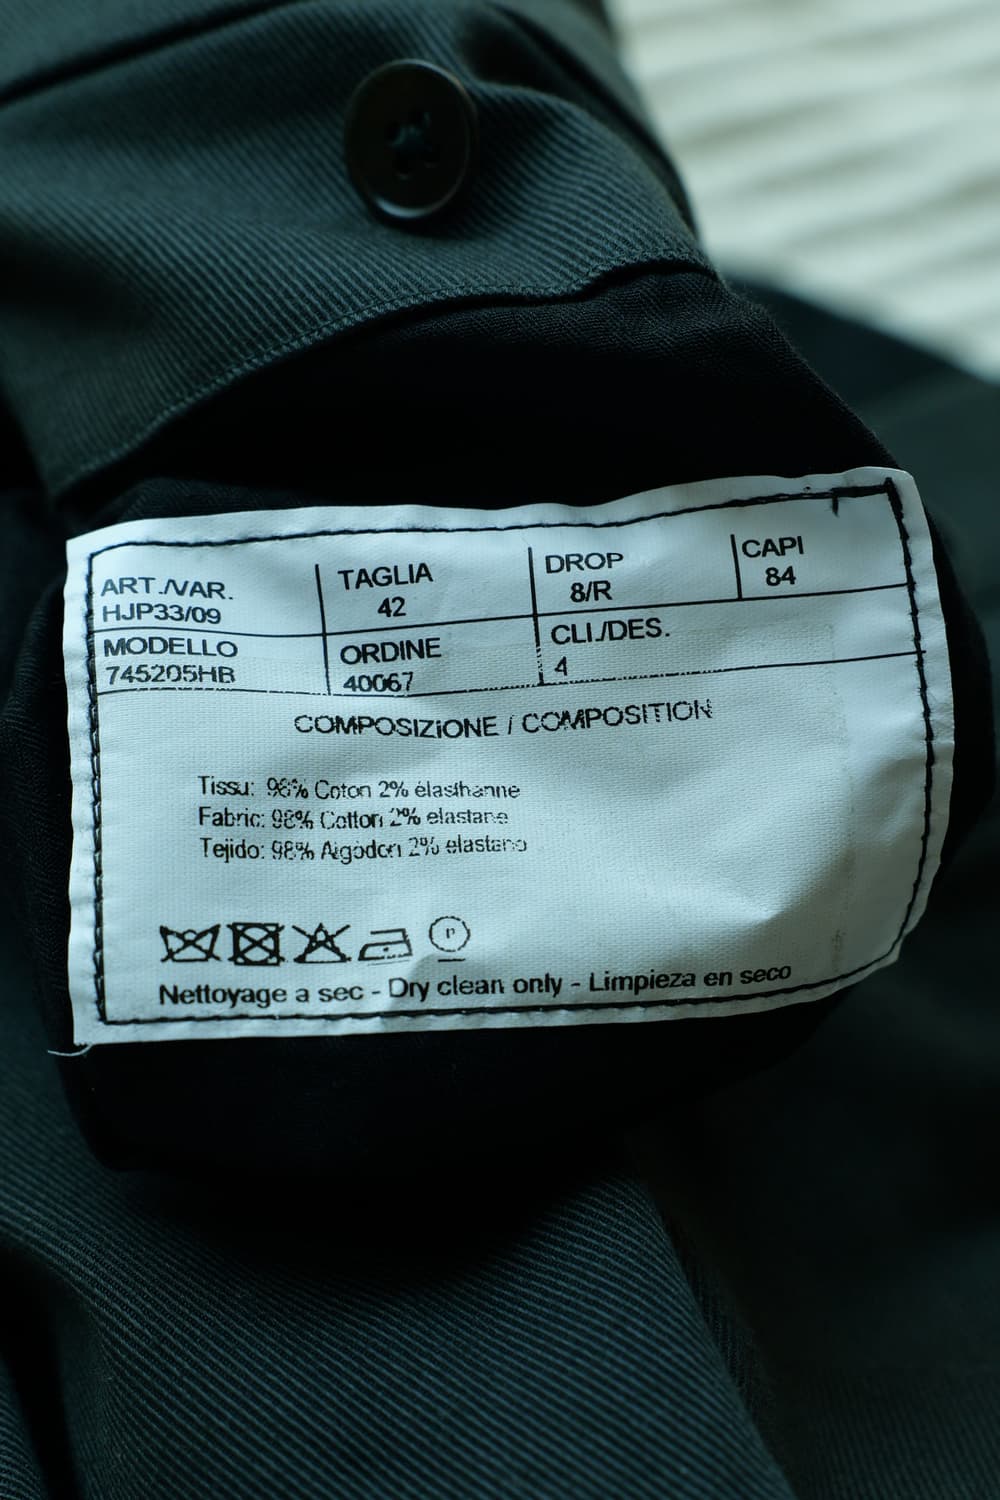 ART./VAR. TAGLIA DROP CAPI
HJP33/09 42 8/R 84
MODELLO ORDINE CLI./DES.
745205HB 40067 4
COMPOSIZIONE / COMPOSITION
Tissu: 98% Coton 2% élasthanne
Fabric: 98% Cotton 2% elastane
Tejido: 98% Algodon 2% elastano
P
Nettoyage a sec - Dry clean only - Limpieza en seco